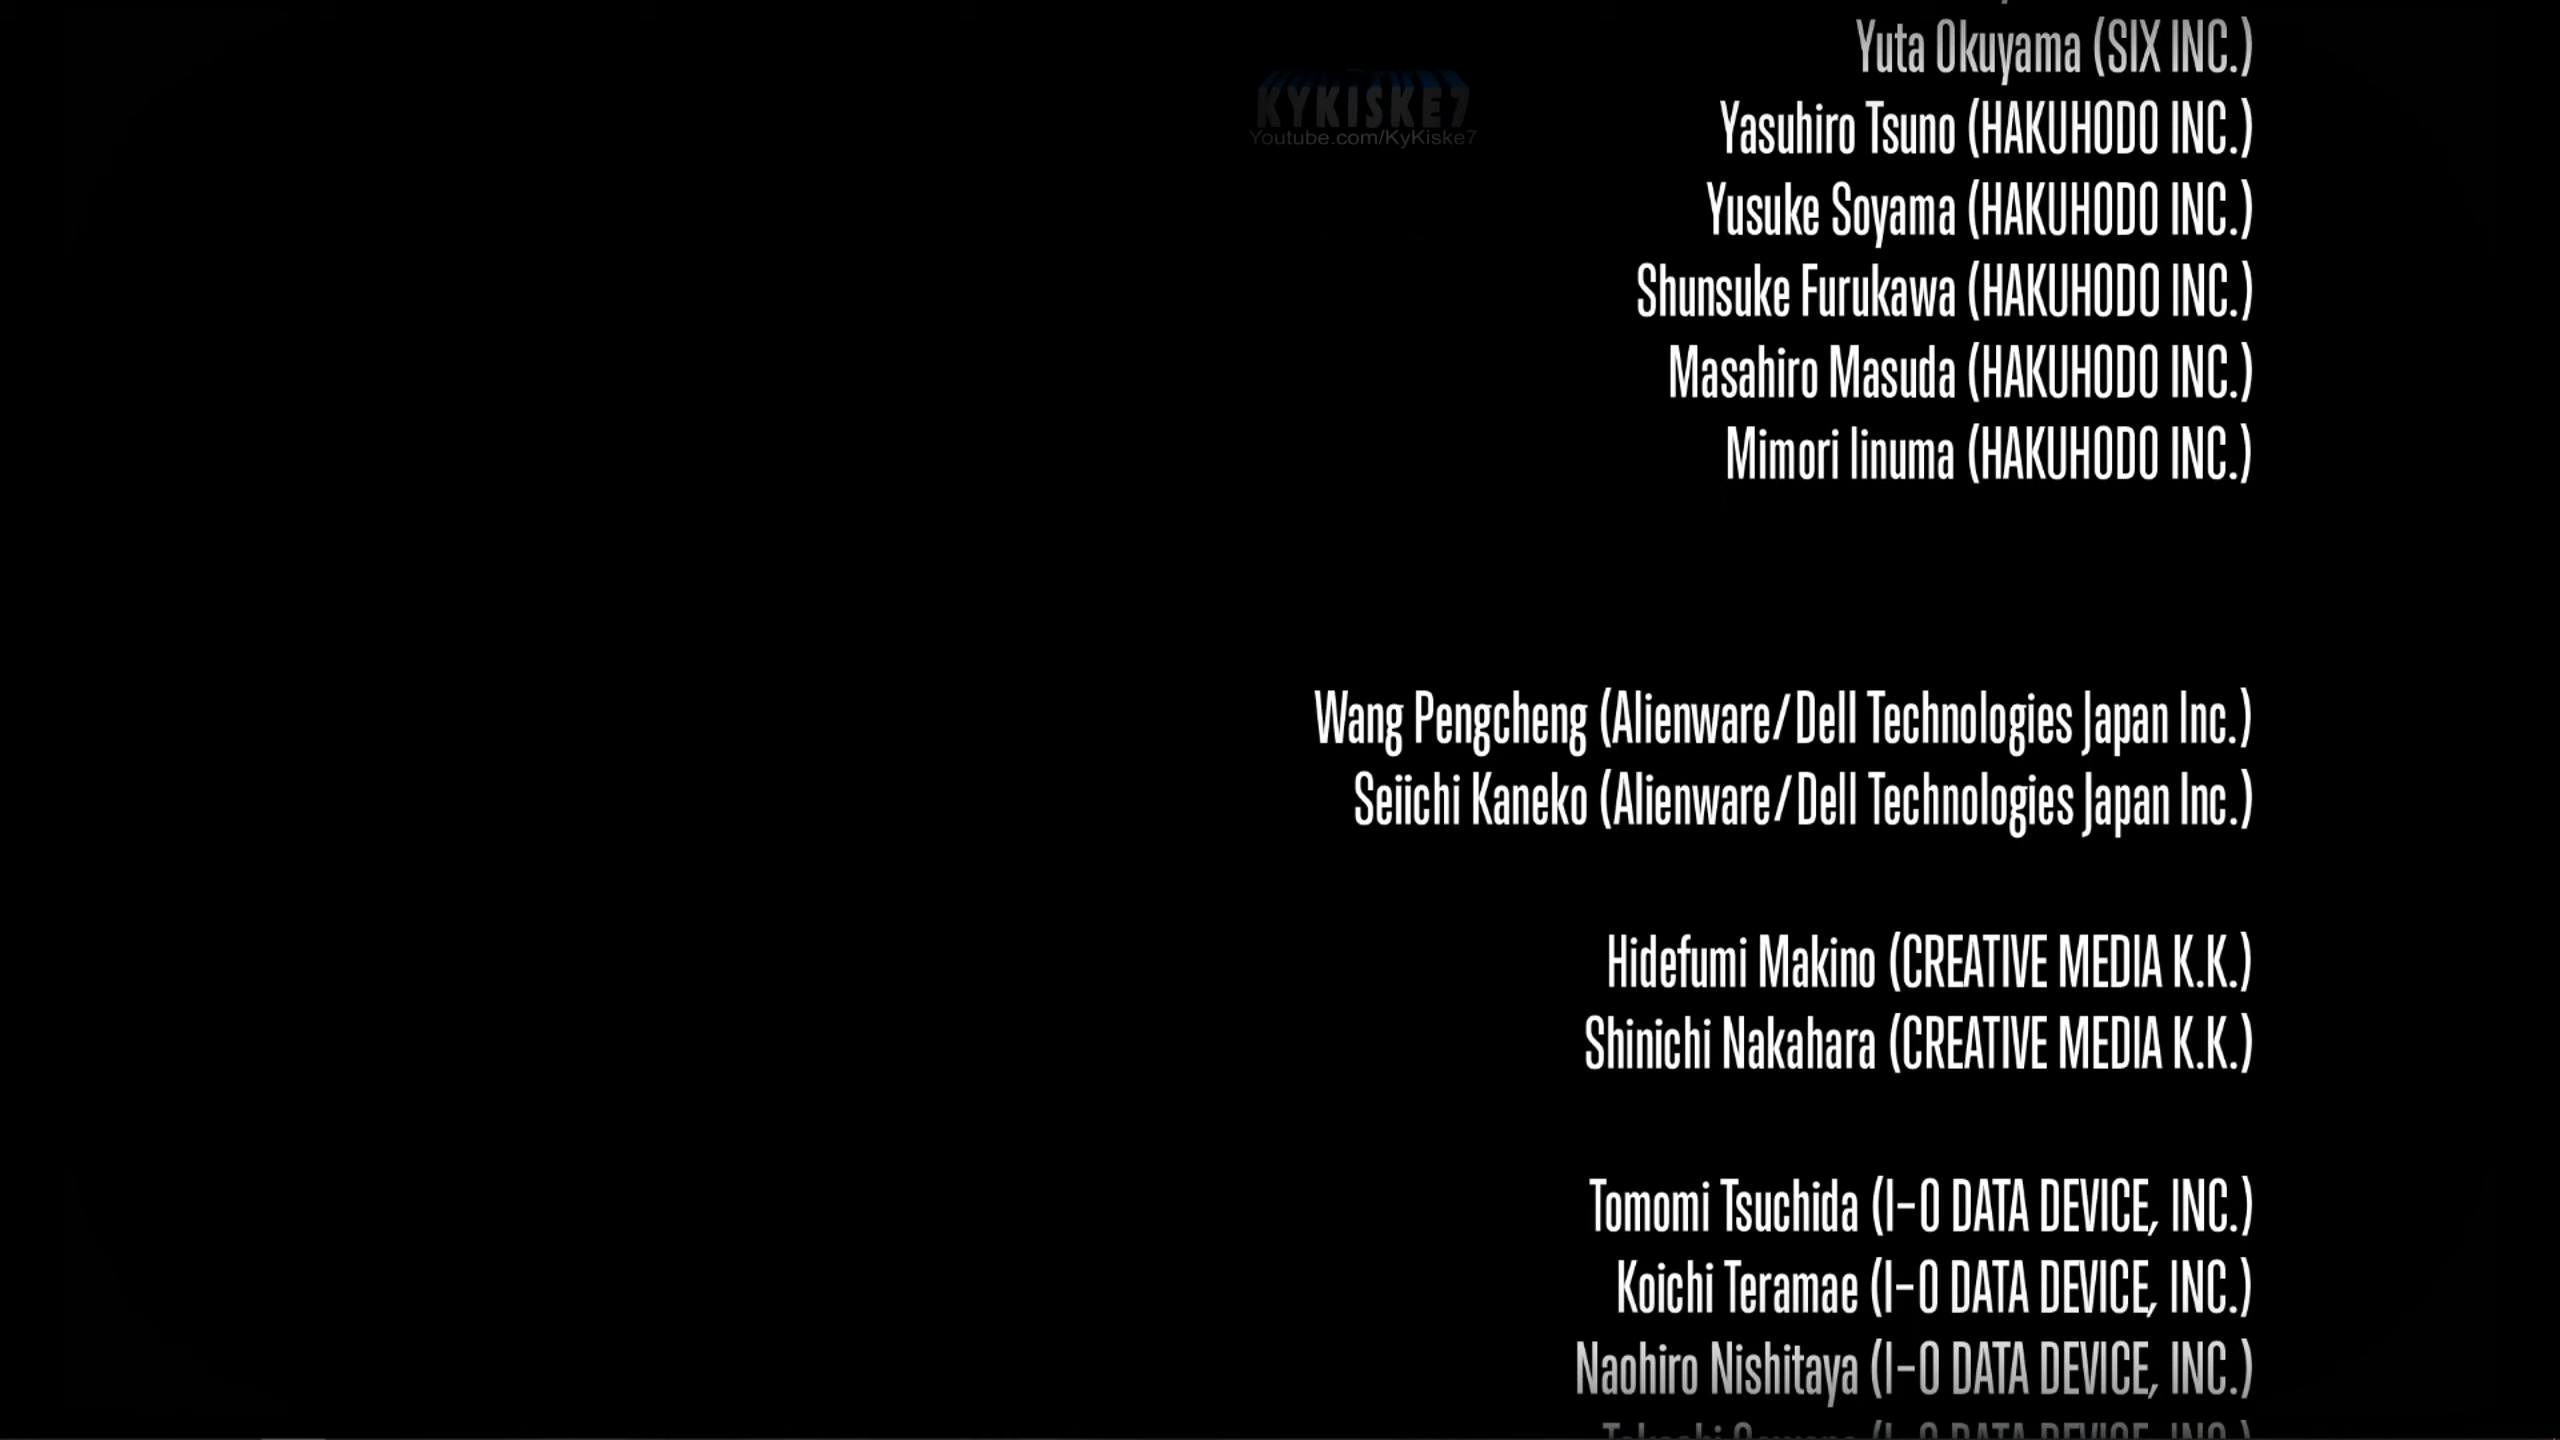 Yuta Okuyama (SIX INC.)
KYKISKE7
Youtube.com/KyKiske7
Yasuhiro Tsuno (HAKUHODO INC.)
Yusuke Soyama (HAKUHODO INC.)
Shunsuke Furukawa (HAKUHODO INC.)
Masahiro Masuda (HAKUHODO INC.)
Mimori Iinuma (HAKUHODO INC.)
Wang Pengcheng (Alienware/Dell Technologies Japan Inc.)
Seiichi Kaneko (Alienware/Dell Technologies Japan Inc.)
Hidefumi Makino (CREATIVE MEDIA K.K.)
Shinichi Nakahara (CREATIVE MEDIA K.K.)
Tomomi Tsuchida (I-O DATA DEVICE, INC.)
Koichi Teramae (I-O DATA DEVICE, INC.)
Naohiro Nishitaya (I-O DATA DEVICE, INC.)
(I-O DATA DEVICE, INC.)